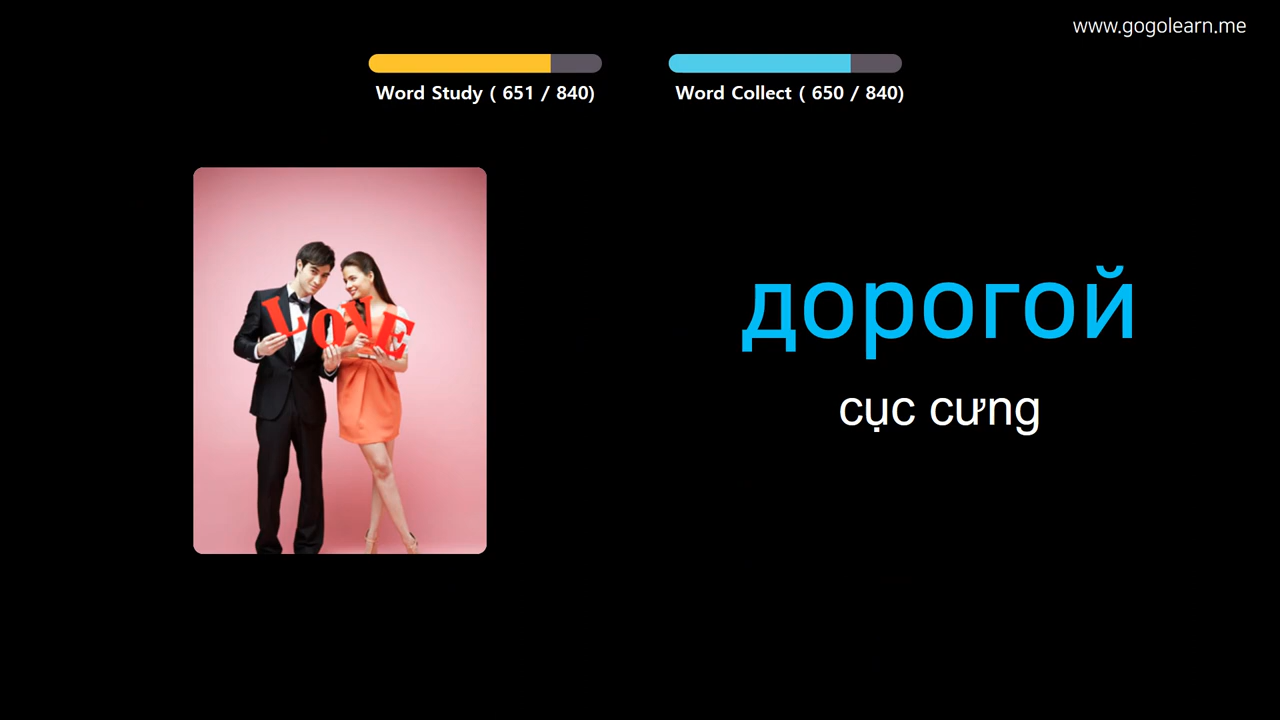 www.gogolearn.me
Word Study ( 651 / 840)
Word Collect ( 650 / 840)
LOVE
дорогой
cục cưng